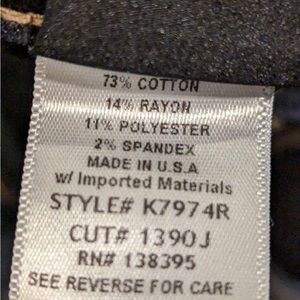 73% COTTON
14% RAYON
11% POLYESTER
2% SPANDEX
MADE IN U.S.A
w/ Imported Materials
STYLE# K7974R
CUT# 1390J
RN# 138395
SEE REVERSE FOR CARE